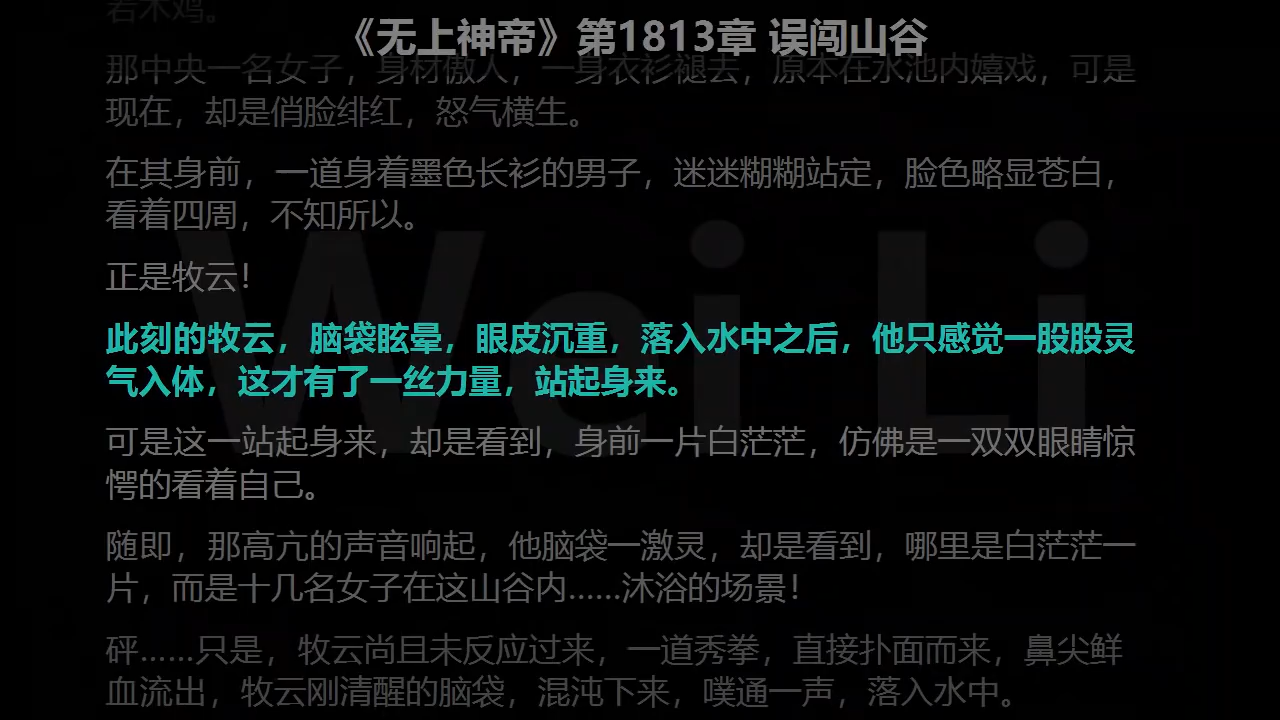 若木鸡。
《无上神帝》第1813章 误闯山谷
那中央一名女子，身材傲人，一身衣衫褪去，原本在水池内嬉戏，可是
现在，却是俏脸绯红，怒气横生。
在其身前，一道身着墨色长衫的男子，迷迷糊糊站定，脸色略显苍白，
看着四周，不知所以。
正是牧云！
此刻的牧云，脑袋眩晕，眼皮沉重，落入水中之后，他只感觉一股股灵
气入体，这才有了一丝力量，站起身来。
可是这一站起身来，却是看到，身前一片白茫茫，仿佛是一双双眼睛惊
愕的看着自己。
随即，那高亢的声音响起，他脑袋一激灵，却是看到，哪里是白茫茫一
片，而是十几名女子在这山谷内……沐浴的场景！
砰……只是，牧云尚且未反应过来，一道秀拳，直接扑面而来，鼻尖鲜
血流出，牧云刚清醒的脑袋，混沌下来，噗通一声，落入水中。
Wei Li